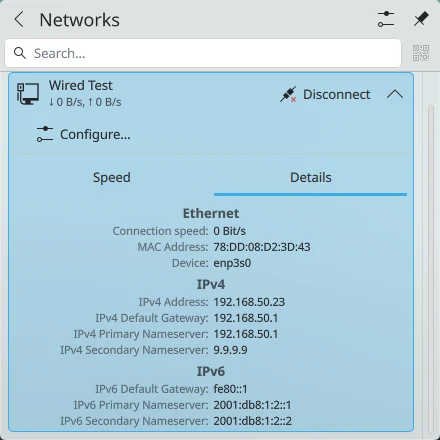 Networks
Search...
Wired Test
↓ 0 B/s, ↑ 0 B/s
Disconnect
Configure...
Speed
Details
Ethernet
Connection speed: 0 Bit/s
MAC Address: 78:DD:08:D2:3D:43
Device: enp3s0
IPv4
IPv4 Address: 192.168.50.23
IPv4 Default Gateway: 192.168.50.1
IPv4 Primary Nameserver: 192.168.50.1
IPv4 Secondary Nameserver: 9.9.9.9
IPv6
IPv6 Default Gateway: fe80::1
IPv6 Primary Nameserver: 2001:db8:1:2::1
IPv6 Secondary Nameserver: 2001:db8:1:2::2